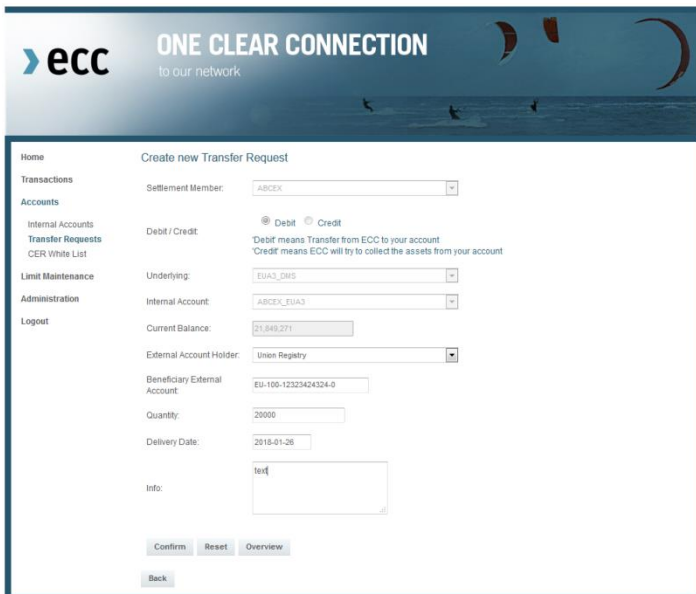 ecc
ONE CLEAR CONNECTION
to our network
Home
Transactions
Accounts
Internal Accounts
Transfer Requests
CER White List
Limit Maintenance
Administration
Logout
Create new Transfer Request
Settlement Member: ABCEX
Debit / Credit: Debit Credit
'Debit' means Transfer from ECC to your account
'Credit' means ECC will try to collect the assets from your account
Underlying: EUA3_DNS
Internal Account: ABCEX_EUA3
Current Balance: 21,849,271
External Account Holder: Union Registry
Beneficiary External
Account: EU-100-12323424324-0
Quantity: 20000
Delivery Date: 2018-01-26
Info: text
Confirm Reset Overview
Back